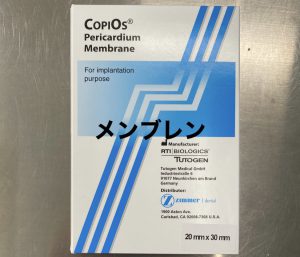 COPIOS®
Pericardium
Membrane
For implantation
purpose
メンブレン
Manufacturer:
RTI BIOLOGICS
TUTOGEN
Tutogen Medical GmbH
Industriestraße 6
91077 Neunkirchen am Brand
Germany
Distributor:
zimmer | dental
1900 Aston Ave.
Carlsbad, CA 92008-7308 U.S.A.
20 mm x 30 mm